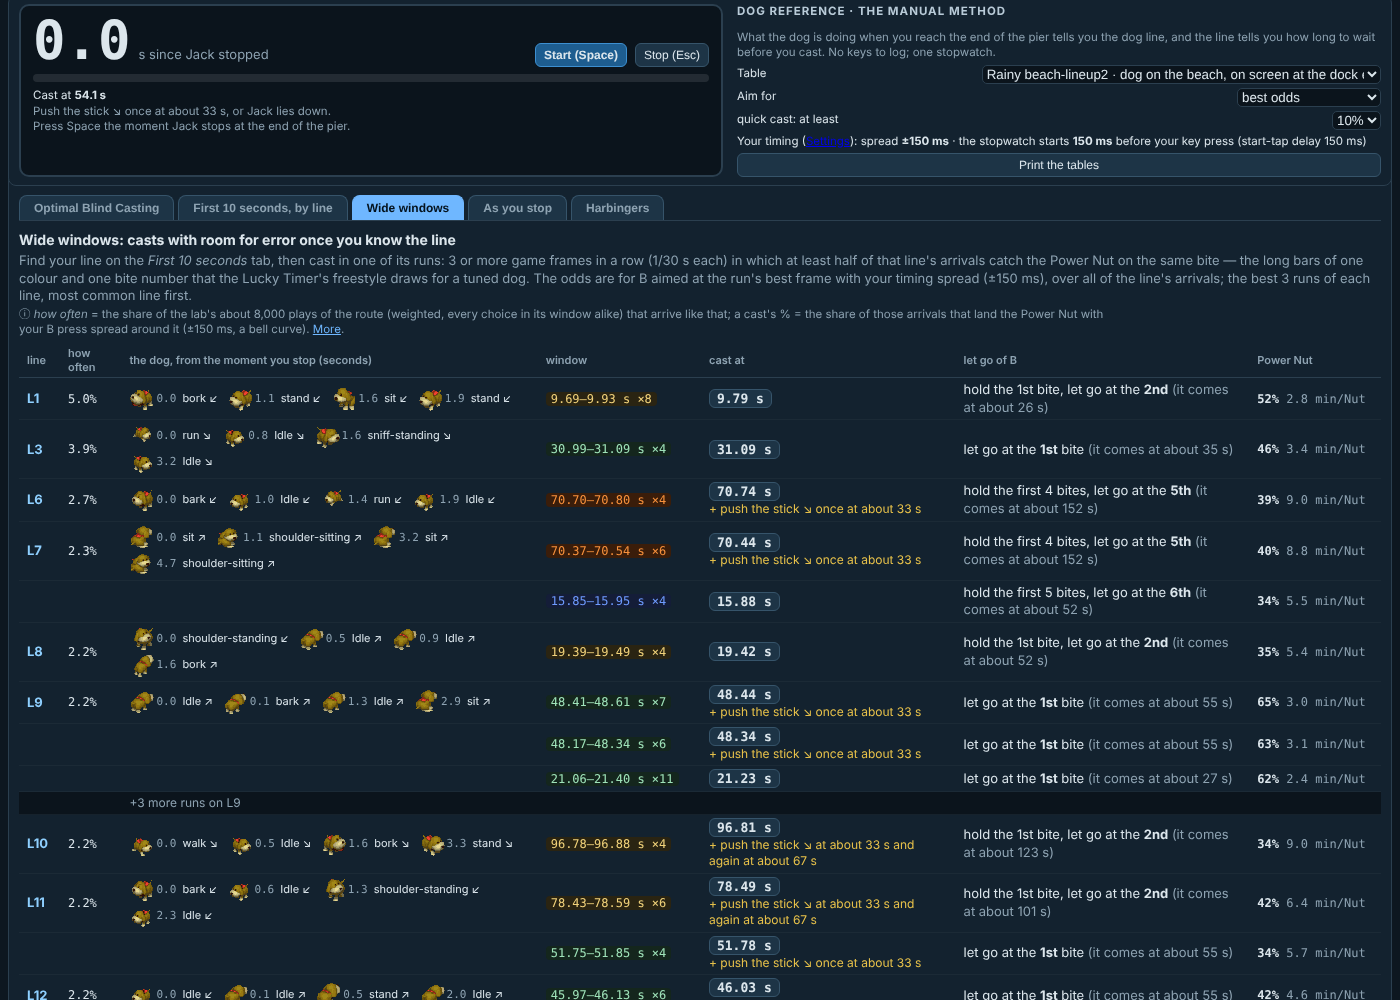 0.0 s since Jack stopped
Start (Space)
Stop (Esc)
Cast at 54.1 s
Push the stick ↘ once at about 33 s, or Jack lies down.
Press Space the moment Jack stops at the end of the pier.
DOG REFERENCE · THE MANUAL METHOD
What the dog is doing when you reach the end of the pier tells you the dog line, and the line tells you how long to wait
before you cast. No keys to log; one stopwatch.
Table
Rainy beach-lineup2 · dog on the beach, on screen at the dock
Aim for
best odds
quick cast: at least
10%
Your timing ( ): spread ±150 ms · the stopwatch starts 150 ms before your key press (start-tap delay 150 ms)
Print the tables
Optimal Blind Casting
First 10 seconds, by line
Wide windows
As you stop
Harbingers
Wide windows: casts with room for error once you know the line
Find your line on the First 10 seconds tab, then cast in one of its runs: 3 or more game frames in a row (1/30 s each) in which at least half of that line's arrivals catch the Power Nut on the same bite — the long bars of one
colour and one bite number that the Lucky Timer's freestyle draws for a tuned dog. The odds are for B aimed at the run's best frame with your timing spread (±150 ms), over all of the line's arrivals; the best 3 runs of each
line, most common line first.
ⓘ how often = the share of the lab's about 8,000 plays of the route (weighted, every choice in its window alike) that arrive like that; a cast's % = the share of those arrivals that land the Power Nut with
your B press spread around it (±150 ms, a bell curve). More.
line how often the dog, from the moment you stop (seconds) window cast at let go of B Power Nut
L1 5.0% 0.0 bork ↙ 1.1 stand ↙ 1.6 sit ↙ 1.9 stand ↙ 9.69–9.93 s ×8 9.79 s hold the 1st bite, let go at the 2nd (it comes at about 26 s) 52% 2.8 min/Nut
L3 3.9% 0.0 run ↘ 0.8 Idle ↘ 1.6 sniff-standing ↘ 3.2 Idle ↘ 30.99–31.09 s ×4 31.09 s let go at the 1st bite (it comes at about 35 s) 46% 3.4 min/Nut
L6 2.7% 0.0 bark ↙ 1.0 Idle ↙ 1.4 run ↙ 1.9 Idle ↙ 70.70–70.80 s ×4 70.74 s + push the stick ↘ once at about 33 s hold the first 4 bites, let go at the 5th (it comes at about 152 s) 39% 9.0 min/Nut
L7 2.3% 0.0 sit ↗ 1.1 shoulder-sitting ↗ 3.2 sit ↗ 4.7 shoulder-sitting ↗ 70.37–70.54 s ×6 70.44 s + push the stick ↘ once at about 33 s hold the first 4 bites, let go at the 5th (it comes at about 152 s) 40% 8.8 min/Nut
15.85–15.95 s ×4 15.88 s hold the first 5 bites, let go at the 6th (it comes at about 52 s) 34% 5.5 min/Nut
L8 2.2% 0.0 shoulder-standing ↙ 0.5 Idle ↗ 0.9 Idle ↗ 1.6 bork ↗ 19.39–19.49 s ×4 19.42 s hold the 1st bite, let go at the 2nd (it comes at about 52 s) 35% 5.4 min/Nut
L9 2.2% 0.0 Idle ↗ 0.1 bark ↗ 1.3 Idle ↗ 2.9 sit ↗ 48.41–48.61 s ×7 48.44 s + push the stick ↘ once at about 33 s let go at the 1st bite (it comes at about 55 s) 65% 3.0 min/Nut
48.17–48.34 s ×6 48.34 s + push the stick ↘ once at about 33 s let go at the 1st bite (it comes at about 55 s) 63% 3.1 min/Nut
21.06–21.40 s ×11 21.23 s let go at the 1st bite (it comes at about 27 s) 62% 2.4 min/Nut
+3 more runs on L9
L10 2.2% 0.0 walk ↘ 0.5 Idle ↘ 1.6 bork ↘ 3.3 stand ↘ 96.78–96.88 s ×4 96.81 s + push the stick ↘ at about 33 s and again at about 67 s hold the 1st bite, let go at the 2nd (it comes at about 123 s) 34% 9.0 min/Nut
L11 2.2% 0.0 bark ↙ 0.6 Idle ↙ 1.3 shoulder-standing ↙ 2.3 Idle ↙ 78.43–78.59 s ×6 78.49 s + push the stick ↘ at about 33 s and again at about 67 s hold the 1st bite, let go at the 2nd (it comes at about 101 s) 42% 6.4 min/Nut
51.75–51.85 s ×4 51.78 s + push the stick ↘ once at about 33 s let go at the 1st bite (it comes at about 55 s) 34% 5.7 min/Nut
L12 2.2% 0.0 Idle ↙ 0.1 Idle ↗ 0.5 stand ↗ 2.0 Idle ↗ 45.97–46.13 s ×6 46.03 s let go at the 1st bite (it comes at about 55 s) 42% 4.6 min/Nut